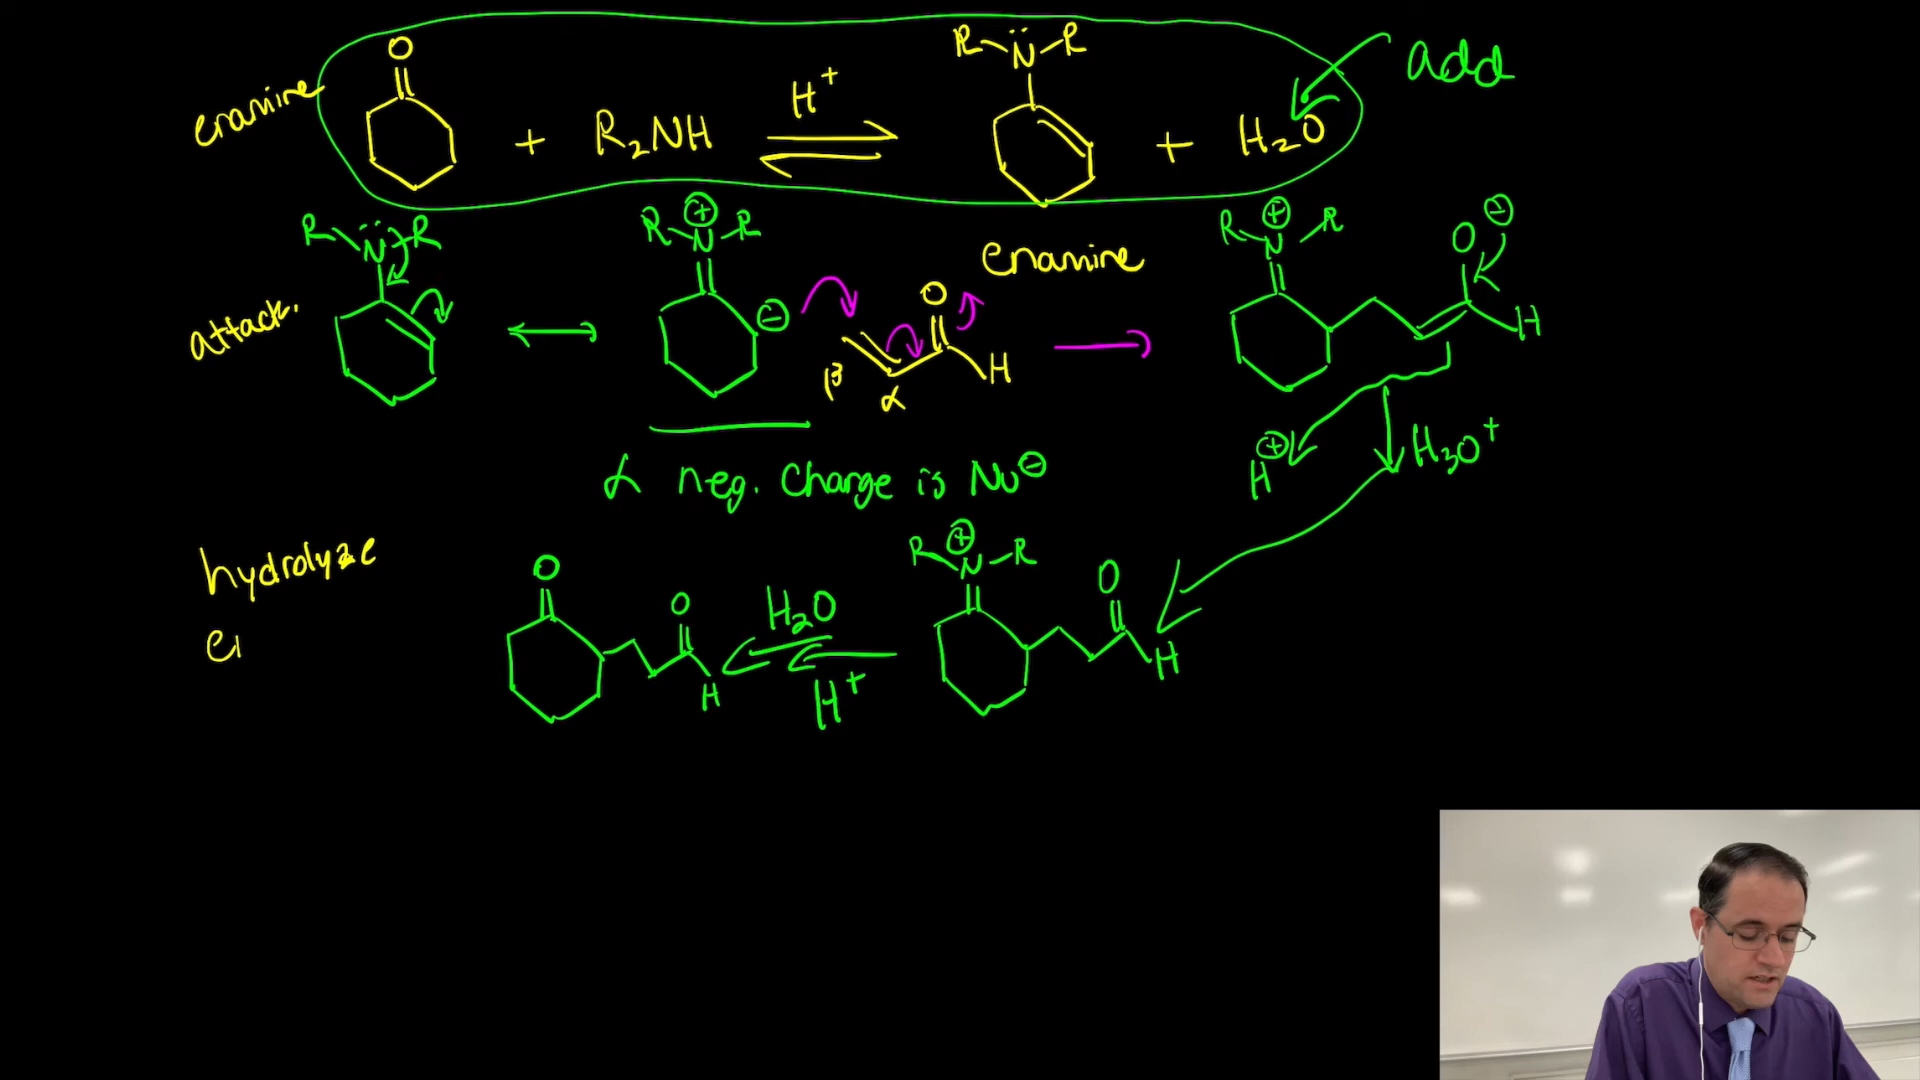 enamine
O
+ R₂NH H⁺
R N̈ R
+ H₂O
add
attack.
R N̈ R
R N⊕ R
⊖
enamine
O
β α H
R N⊕ R
O⊖
H
H⊕
H₃O⁺
α neg. charge is Nu⊖
hydrolyze
O O H
H₂O
H⁺
R N⊕ R
O
H